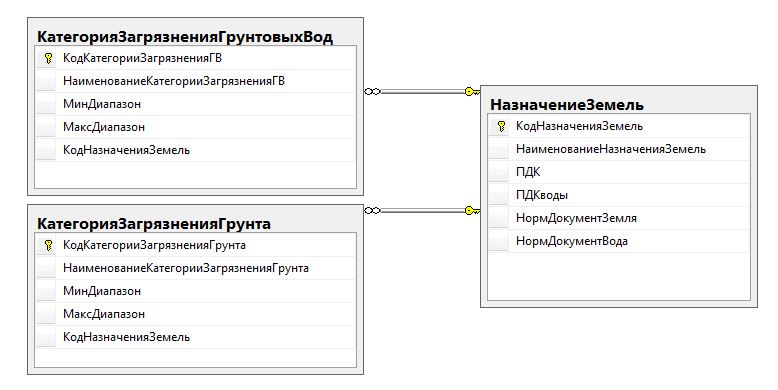 КатегорияЗагрязненияГрунтовыхВод
КодКатегорииЗагрязненияГВ
НаименованиеКатегорииЗагрязненияГВ
МинДиапазон
МаксДиапазон
КодНазначенияЗемель
КатегорияЗагрязненияГрунта
КодКатегорииЗагрязненияГрунта
НаименованиеКатегорииЗагрязненияГрунта
МинДиапазон
МаксДиапазон
КодНазначенияЗемель
НазначениеЗемель
КодНазначенияЗемель
НаименованиеНазначенияЗемель
ПДК
ПДКводы
НормДокументЗемля
НормДокументВода